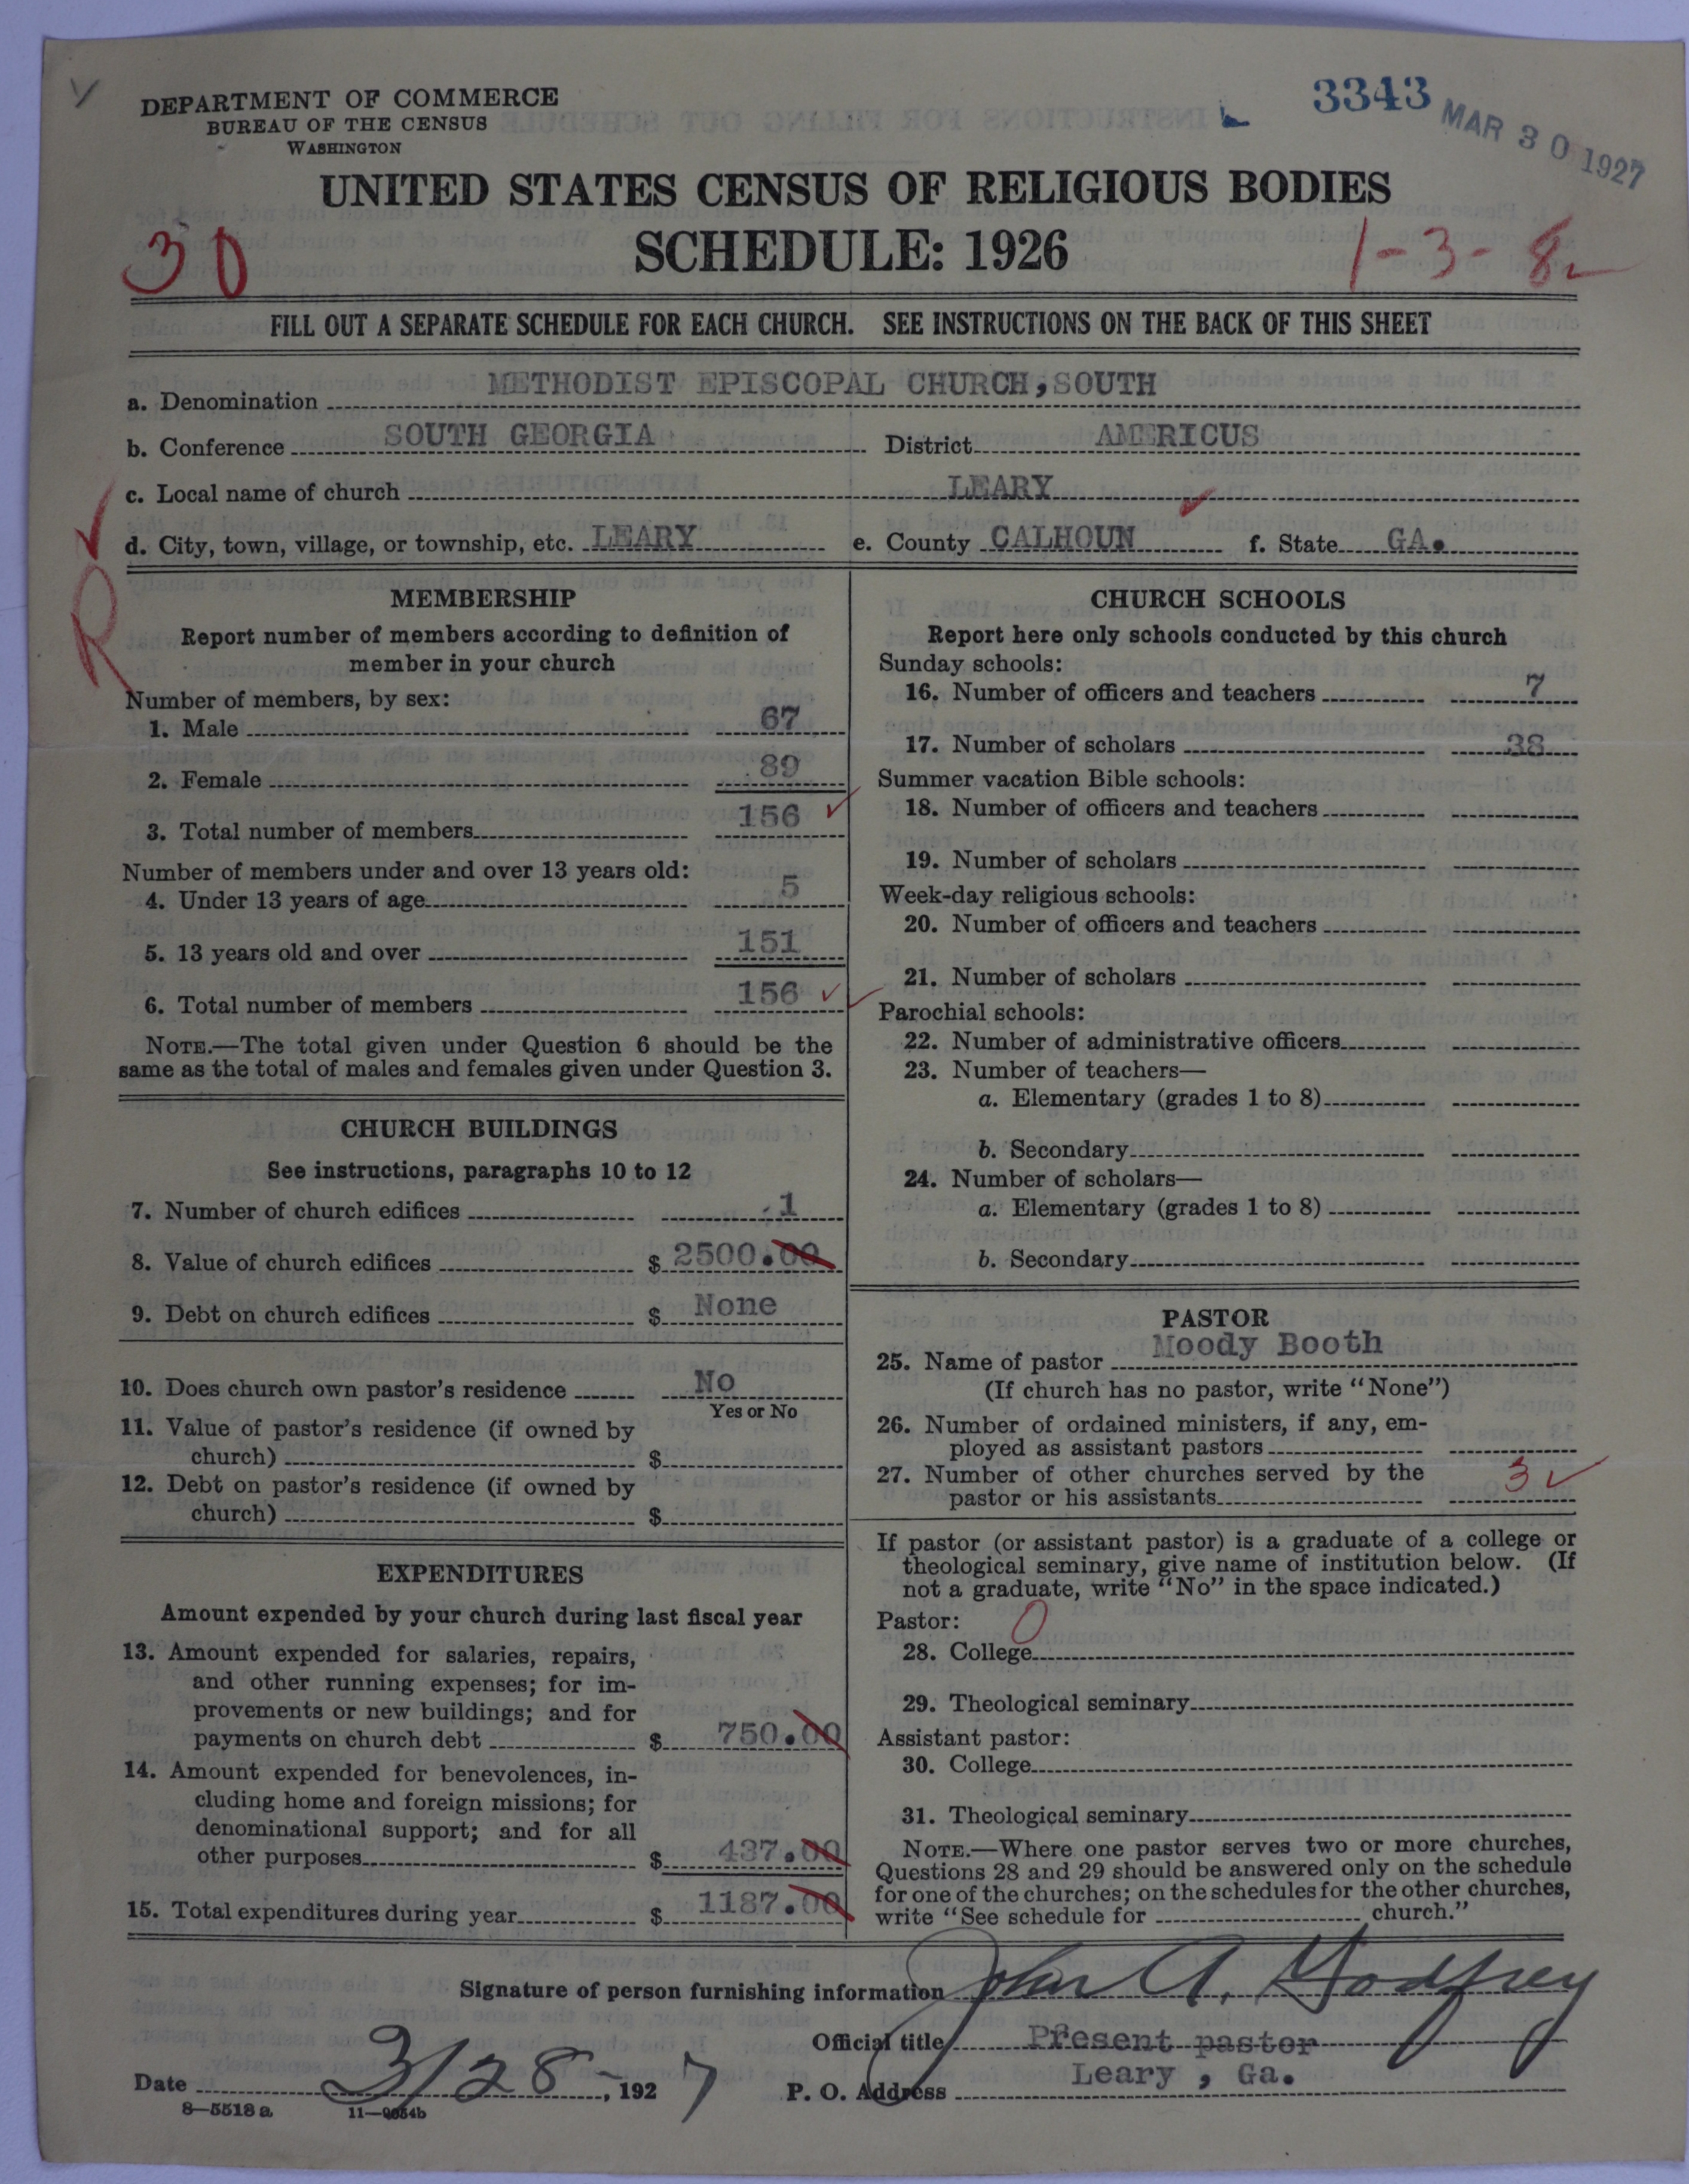 DEPARTMENT OF COMMERCE
BUREAU OF THE CENSUS
WASHINGTON
3343
MAR 30 1927
UNITED STATES CENSUS OF RELIGIOUS BODIES
SCHEDULE: 1926
30
1-3-8
FILL OUT A SEPARATE SCHEDULE FOR EACH CHURCH. SEE INSTRUCTIONS ON THE BACK OF THIS SHEET
a. Denomination METHODIST EPISCOPAL CHURCH, SOUTH
b. Conference SOUTH GEORGIA District AMERICUS
c. Local name of church LEARY
d. City, town, village, or township, etc. LEARY e. County CALHOUN f. State GA.
R
MEMBERSHIP
Report number of members according to definition of
member in your church
Number of members, by sex:
1. Male 67
2. Female 89
3. Total number of members 156
Number of members under and over 13 years old:
4. Under 13 years of age 5
5. 13 years old and over 151
6. Total number of members 156
NOTE.—The total given under Question 6 should be the
same as the total of males and females given under Question 3.
CHURCH BUILDINGS
See instructions, paragraphs 10 to 12
7. Number of church edifices 1
8. Value of church edifices $ 2500.00
9. Debt on church edifices $ None
10. Does church own pastor's residence No
Yes or No
11. Value of pastor's residence (if owned by
church) $
12. Debt on pastor's residence (if owned by
church) $
EXPENDITURES
Amount expended by your church during last fiscal year
13. Amount expended for salaries, repairs,
and other running expenses; for im-
provements or new buildings; and for
payments on church debt $ 750.00
14. Amount expended for benevolences, in-
cluding home and foreign missions; for
denominational support; and for all
other purposes $ 437.00
15. Total expenditures during year $ 1187.00
CHURCH SCHOOLS
Report here only schools conducted by this church
Sunday schools:
16. Number of officers and teachers 7
17. Number of scholars 38
Summer vacation Bible schools:
18. Number of officers and teachers
19. Number of scholars
Week-day religious schools:
20. Number of officers and teachers
21. Number of scholars
Parochial schools:
22. Number of administrative officers
23. Number of teachers—
a. Elementary (grades 1 to 8)
b. Secondary
24. Number of scholars—
a. Elementary (grades 1 to 8)
b. Secondary
PASTOR
25. Name of pastor Moody Booth
(If church has no pastor, write "None")
26. Number of ordained ministers, if any, em-
ployed as assistant pastors
27. Number of other churches served by the
pastor or his assistants 3
If pastor (or assistant pastor) is a graduate of a college or
theological seminary, give name of institution below. (If
not a graduate, write "No" in the space indicated.)
Pastor: 0
28. College
29. Theological seminary
Assistant pastor:
30. College
31. Theological seminary
NOTE.—Where one pastor serves two or more churches,
Questions 28 and 29 should be answered only on the schedule
for one of the churches; on the schedules for the other churches,
write "See schedule for church."
Signature of person furnishing information John A. Godfrey
Official title Present pastor
Date 3/28-, 1927 P. O. Address Leary , Ga.
8—5518 a 11—9654b